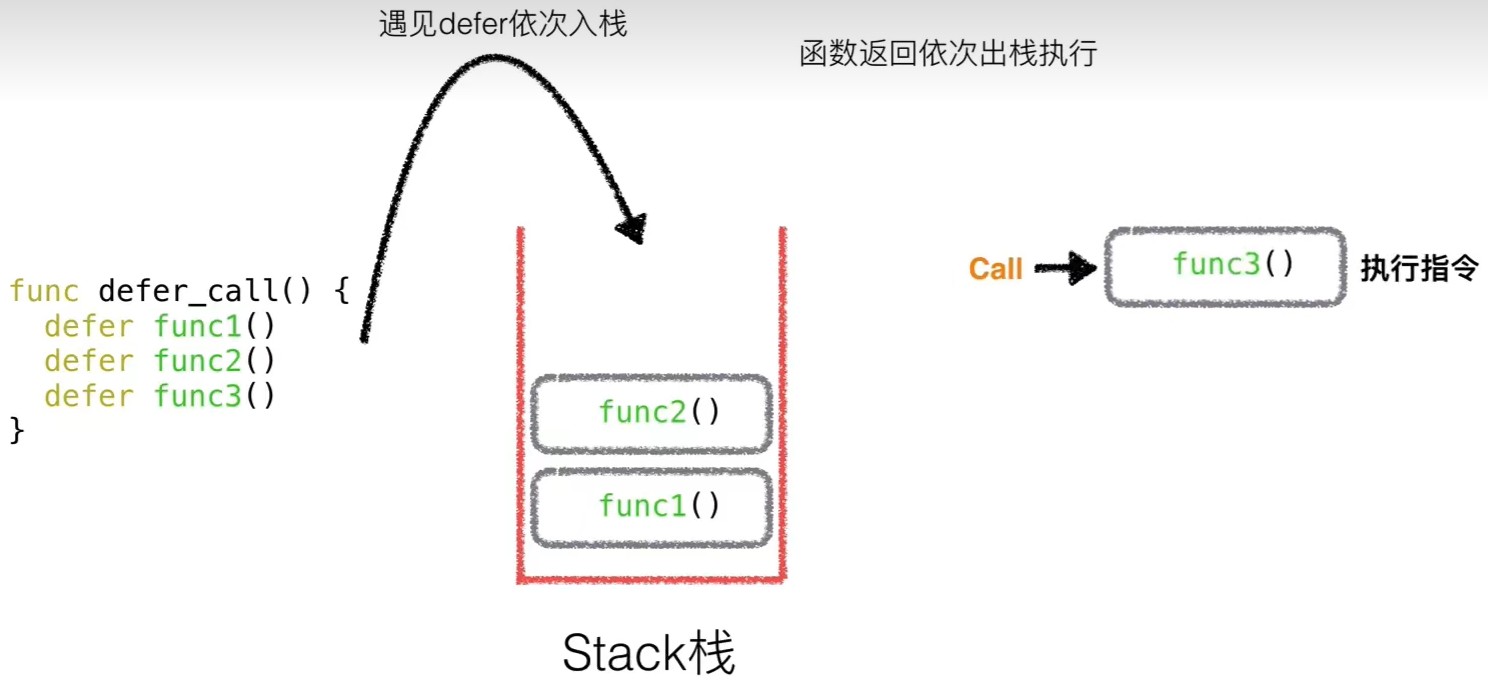 遇见defer依次入栈
函数返回依次出栈执行
func defer_call() {
  defer func1()
  defer func2()
  defer func3()
}
func2()
func1()
Stack栈
Call
func3()
执行指令